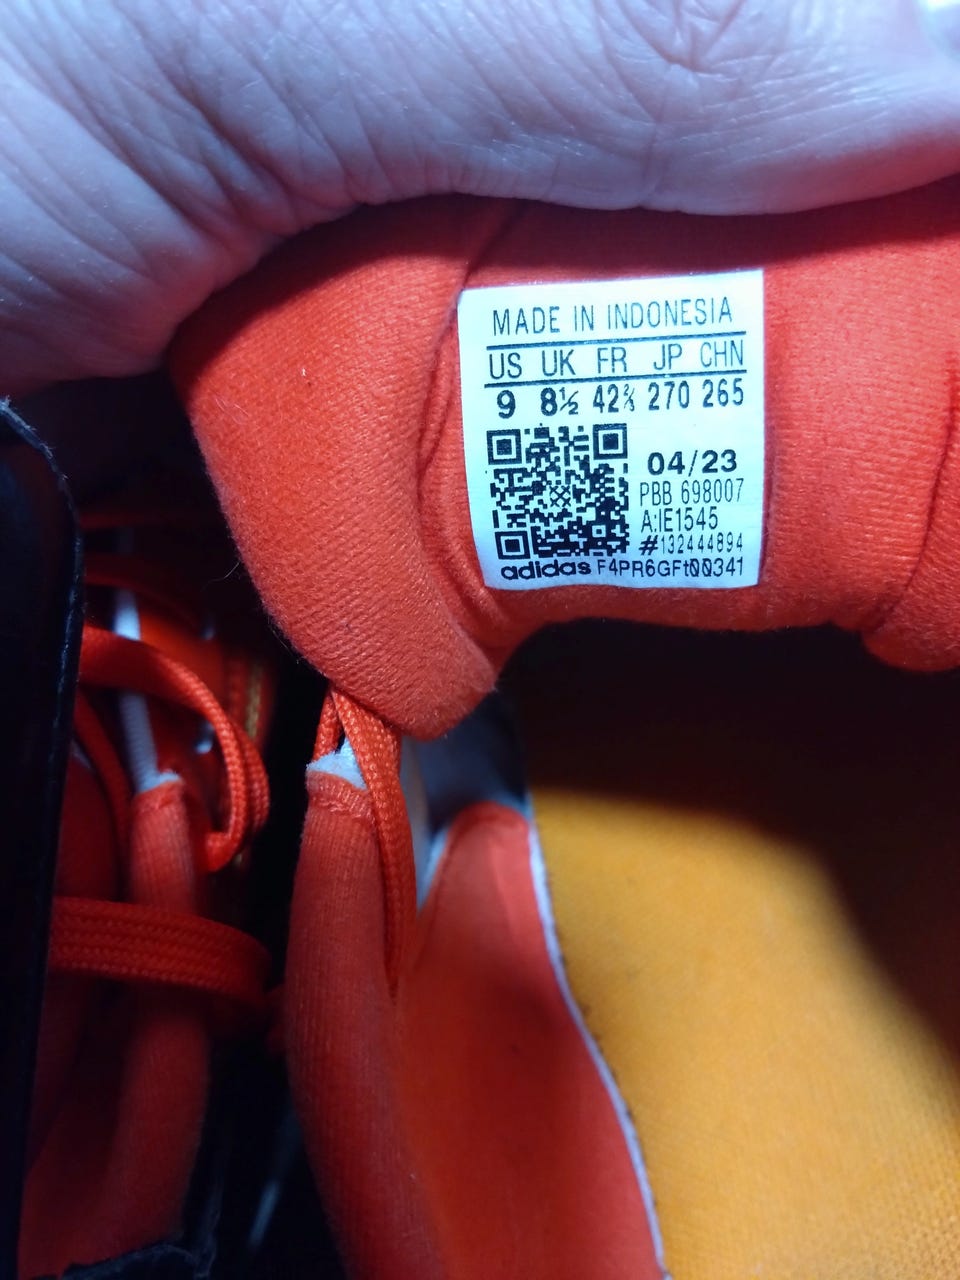 MADE IN INDONESIA
US UK FR JP CHN
9 8½ 42⅔ 270 265
04/23
PBB 698007
A:IE1545
#132444894
adidas F4PR6GFt00341